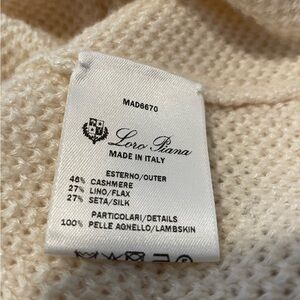 MAD6670
Loro Piana
MADE IN ITALY
ESTERNO/OUTER
46% CASHMERE
27% LINO/FLAX
27% SETA/SILK
PARTICOLARI/DETAILS
100% PELLE AGNELLO/LAMBSKIN